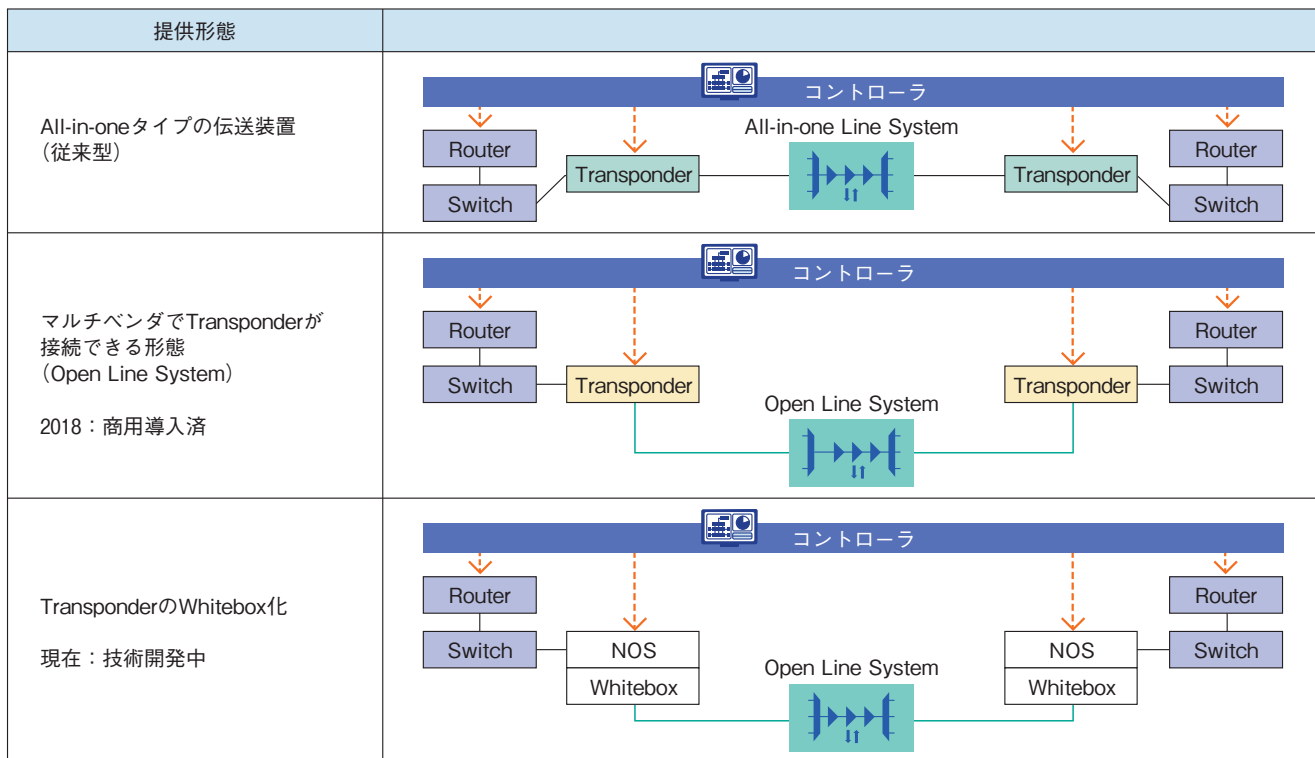 提供形態
All-in-oneタイプの伝送装置
（従来型）
コントローラ
All-in-one Line System
Router
Switch
Transponder
Transponder
Router
Switch
マルチベンダでTransponderが
接続できる形態
（Open Line System）
2018：商用導入済
コントローラ
Router
Switch
Transponder
Open Line System
Transponder
Router
Switch
TransponderのWhitebox化
現在：技術開発中
コントローラ
Router
Switch
NOS
Whitebox
Open Line System
NOS
Whitebox
Router
Switch